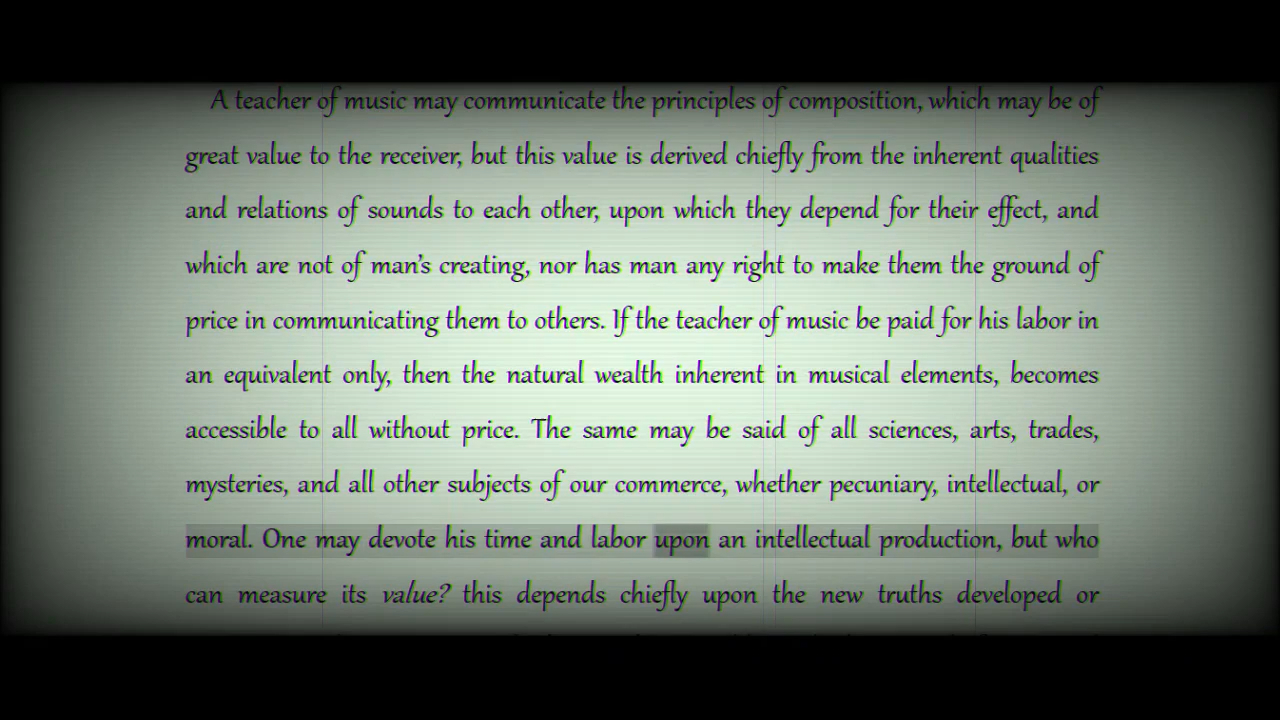 A teacher of music may communicate the principles of composition, which may be of
great value to the receiver, but this value is derived chiefly from the inherent qualities
and relations of sounds to each other, upon which they depend for their effect, and
which are not of man's creating, nor has man any right to make them the ground of
price in communicating them to others. If the teacher of music be paid for his labor in
an equivalent only, then the natural wealth inherent in musical elements, becomes
accessible to all without price. The same may be said of all sciences, arts, trades,
mysteries, and all other subjects of our commerce, whether pecuniary, intellectual, or
moral. One may devote his time and labor upon an intellectual production, but who
can measure its value? this depends chiefly upon the new truths developed or